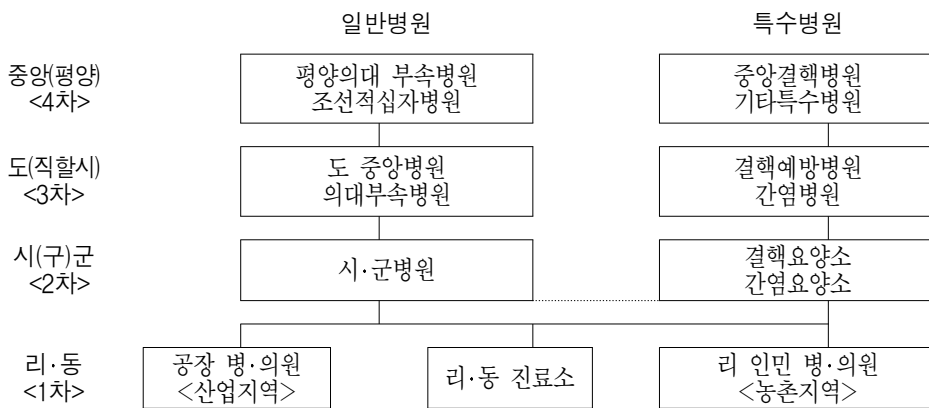 일반병원 특수병원
중앙(평양) 평양의대 부속병원 중앙결핵병원
<4차> 조선적십자병원 기타특수병원
도(직할시) 도 중앙병원 결핵예방병원
<3차> 의대부속병원 간염병원
시(구)군 시·군병원 결핵요양소
<2차> 간염요양소
리·동 공장 병·의원 리·동 진료소 리 인민 병·의원
<1차> <산업지역> <농촌지역>